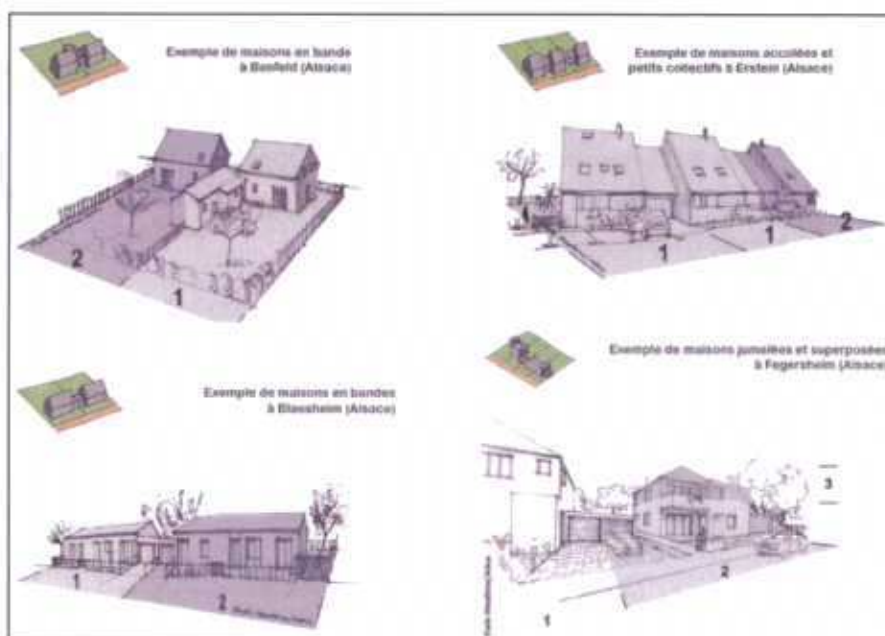 Exemple de maisons en bande
à Benfeld (Alsace)
2
1
Exemple de maisons accolées et
petits collectifs à Erstein (Alsace)
1
1
2
Exemple de maisons en bandes
à Blaesheim (Alsace)
1
2
Exemple de maisons jumelées et superposées
à Fegersheim (Alsace)
3
2
1